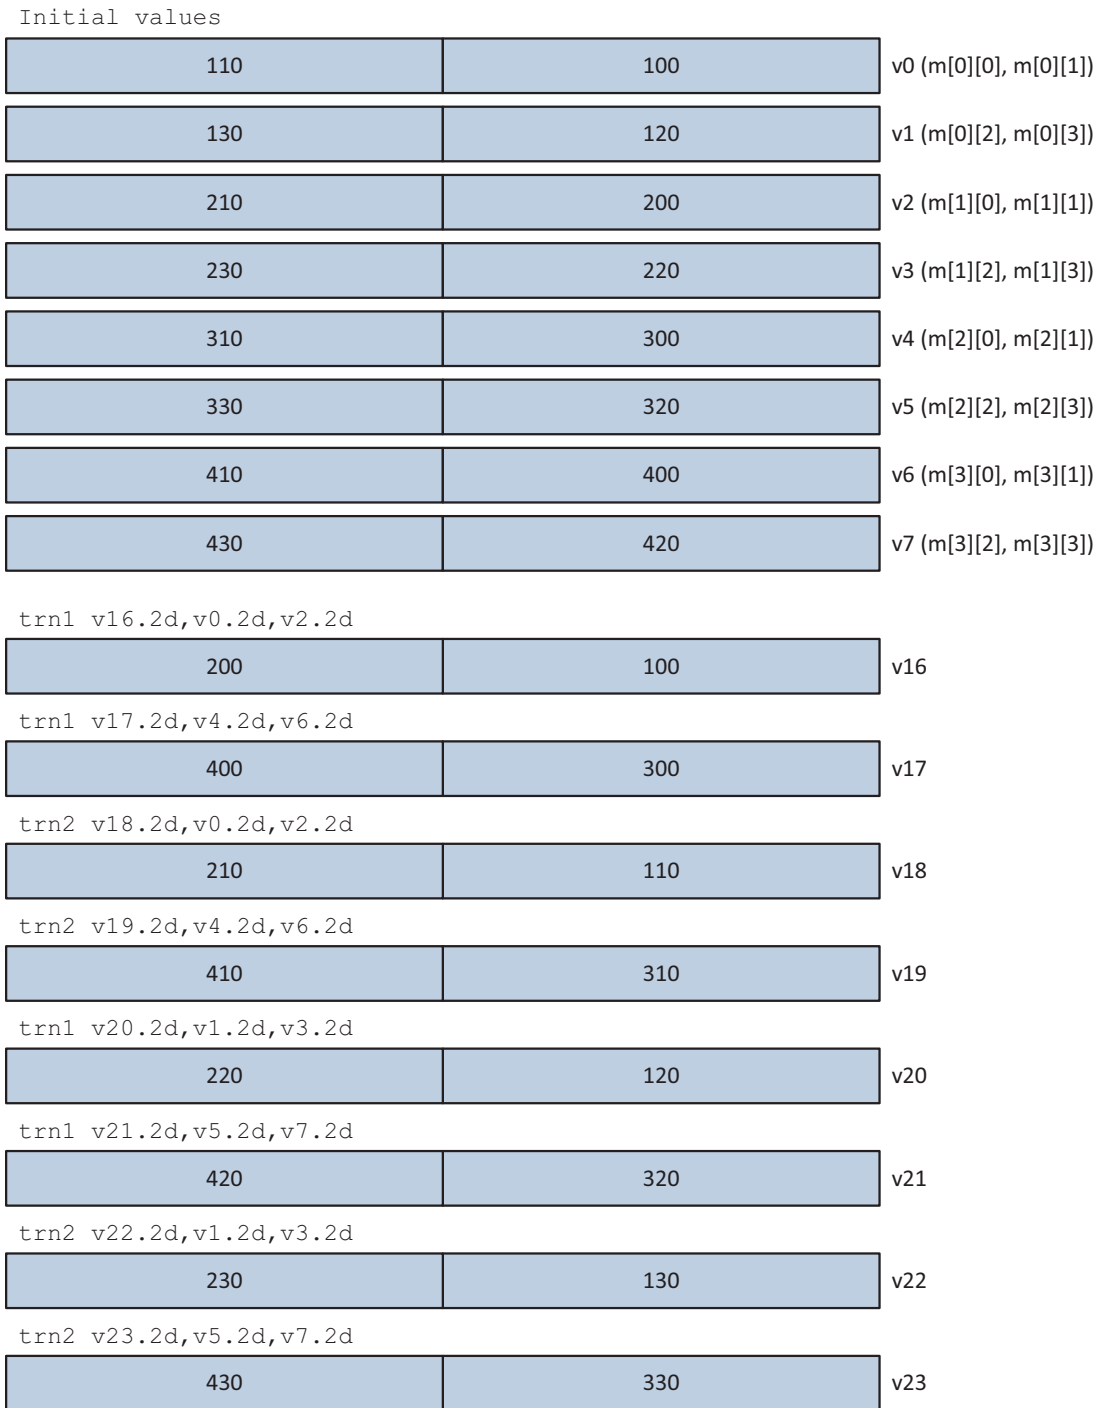 Initial values
110 100 v0 (m[0][0], m[0][1])
130 120 v1 (m[0][2], m[0][3])
210 200 v2 (m[1][0], m[1][1])
230 220 v3 (m[1][2], m[1][3])
310 300 v4 (m[2][0], m[2][1])
330 320 v5 (m[2][2], m[2][3])
410 400 v6 (m[3][0], m[3][1])
430 420 v7 (m[3][2], m[3][3])
trn1 v16.2d,v0.2d,v2.2d
200 100 v16
trn1 v17.2d,v4.2d,v6.2d
400 300 v17
trn2 v18.2d,v0.2d,v2.2d
210 110 v18
trn2 v19.2d,v4.2d,v6.2d
410 310 v19
trn1 v20.2d,v1.2d,v3.2d
220 120 v20
trn1 v21.2d,v5.2d,v7.2d
420 320 v21
trn2 v22.2d,v1.2d,v3.2d
230 130 v22
trn2 v23.2d,v5.2d,v7.2d
430 330 v23